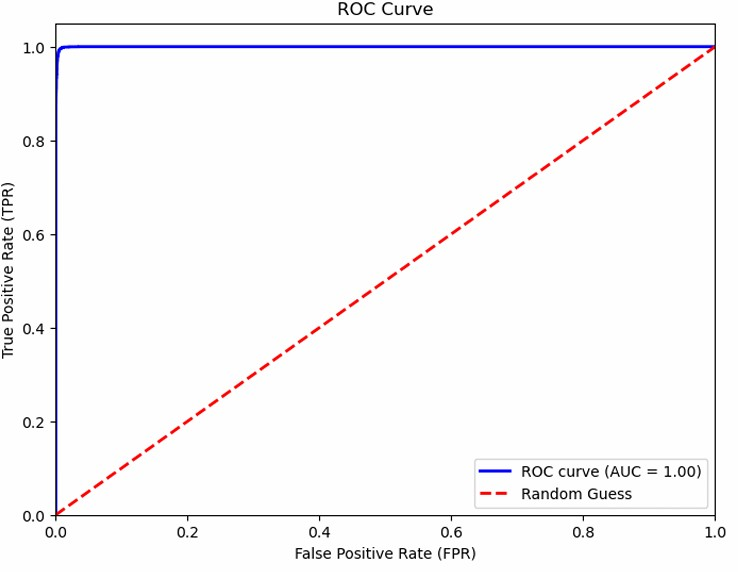 ROC Curve
True Positive Rate (TPR)
1.0
0.8
0.6
0.4
0.2
0.0
0.0 0.2 0.4 0.6 0.8 1.0
False Positive Rate (FPR)
ROC curve (AUC = 1.00)
Random Guess